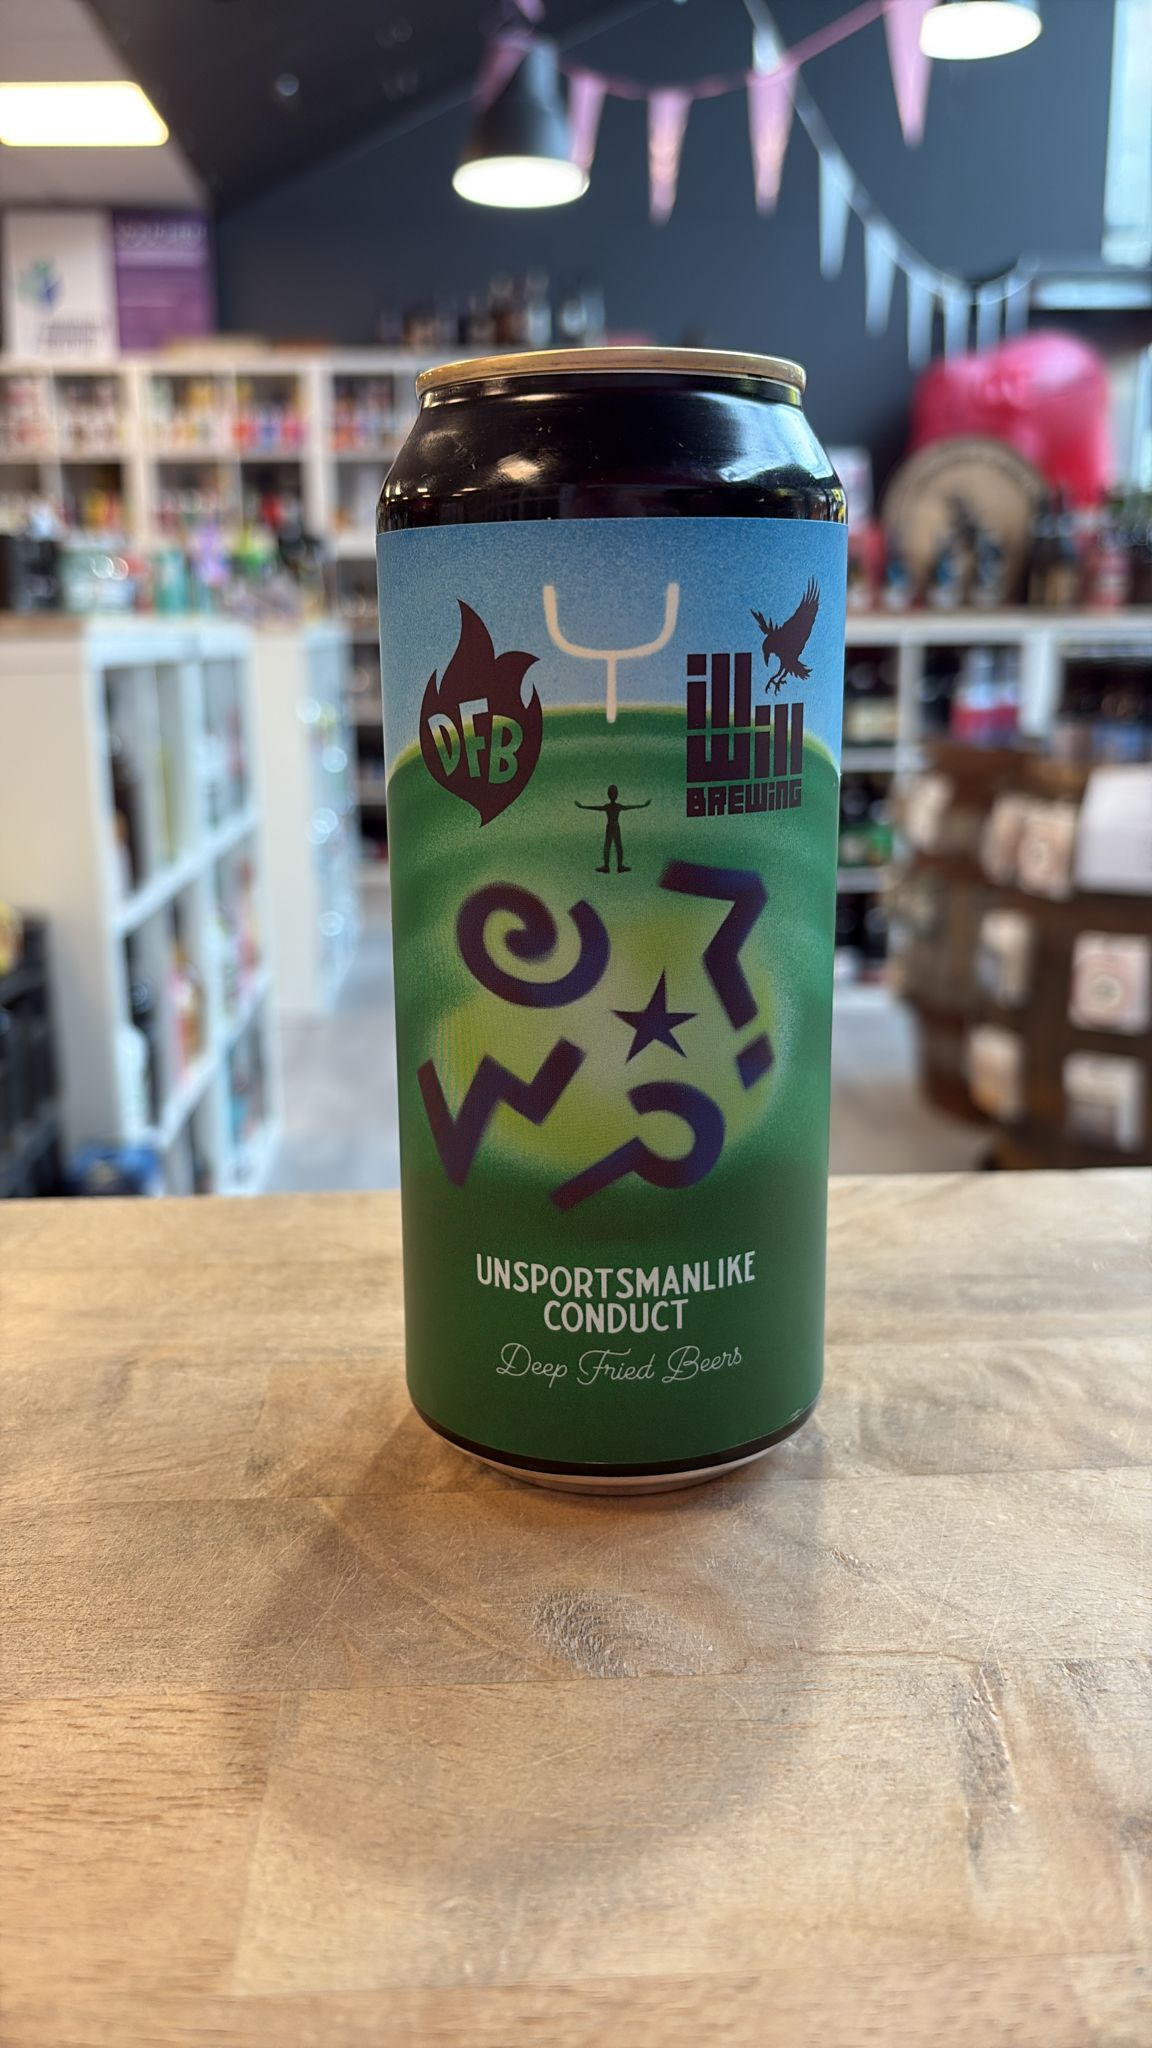 DFB
ill
will
BREWING
UNSPORTSMANLIKE
CONDUCT
Deep Fried Beers